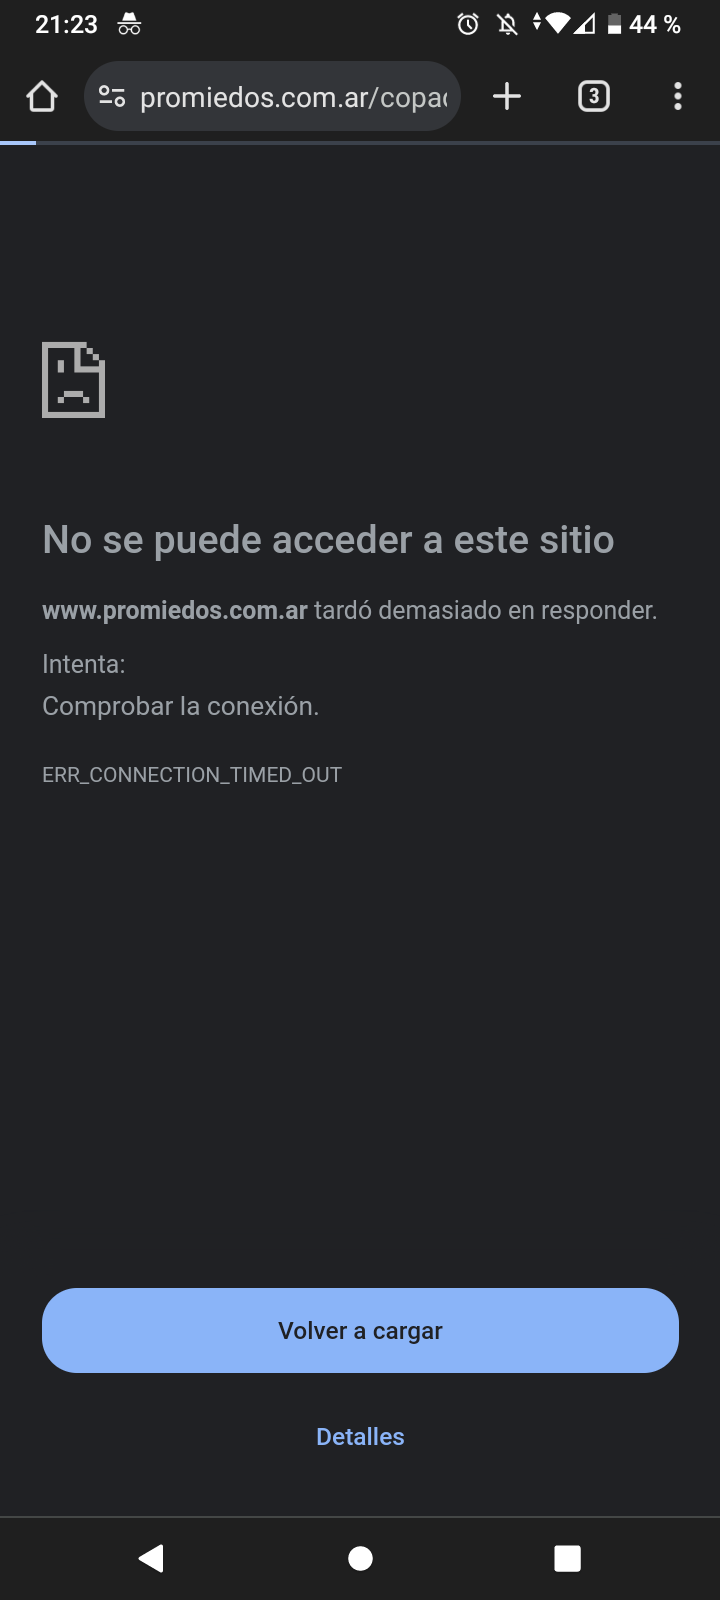 21:23
44 %
promiedos.com.ar/copa
3
No se puede acceder a este sitio
www.promiedos.com.ar tardó demasiado en responder.
Intenta:
Comprobar la conexión.
ERR_CONNECTION_TIMED_OUT
Volver a cargar
Detalles